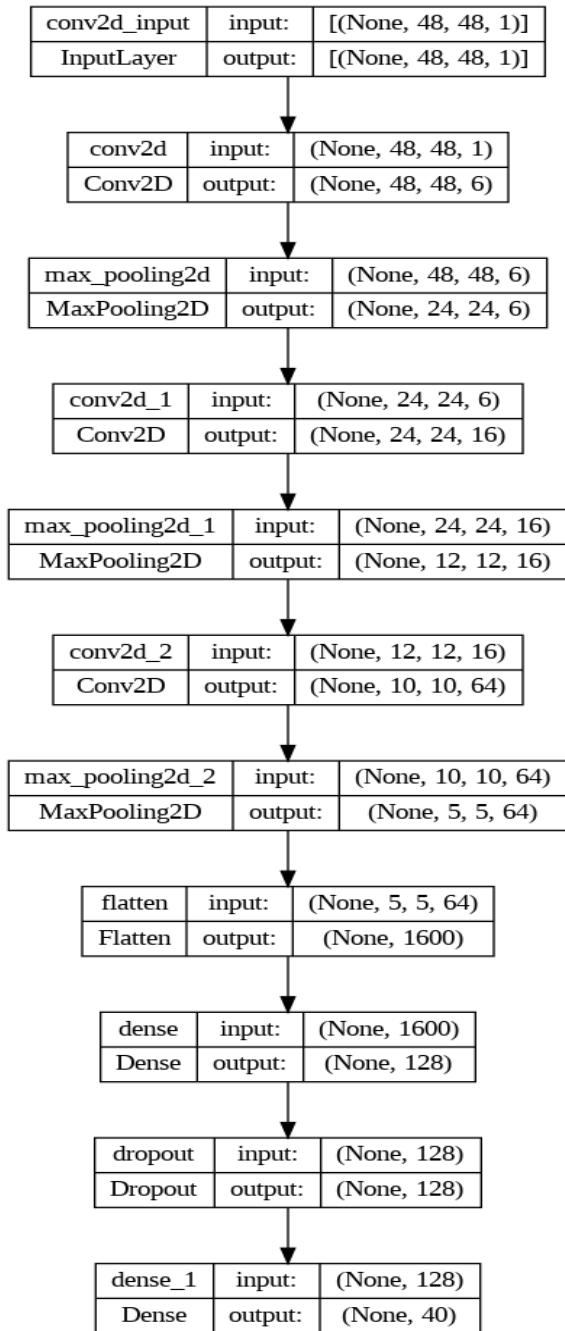 conv2d_input input: [(None, 48, 48, 1)]
InputLayer output: [(None, 48, 48, 1)]
conv2d input: (None, 48, 48, 1)
Conv2D output: (None, 48, 48, 6)
max_pooling2d input: (None, 48, 48, 6)
MaxPooling2D output: (None, 24, 24, 6)
conv2d_1 input: (None, 24, 24, 6)
Conv2D output: (None, 24, 24, 16)
max_pooling2d_1 input: (None, 24, 24, 16)
MaxPooling2D output: (None, 12, 12, 16)
conv2d_2 input: (None, 12, 12, 16)
Conv2D output: (None, 10, 10, 64)
max_pooling2d_2 input: (None, 10, 10, 64)
MaxPooling2D output: (None, 5, 5, 64)
flatten input: (None, 5, 5, 64)
Flatten output: (None, 1600)
dense input: (None, 1600)
Dense output: (None, 128)
dropout input: (None, 128)
Dropout output: (None, 128)
dense_1 input: (None, 128)
Dense output: (None, 40)